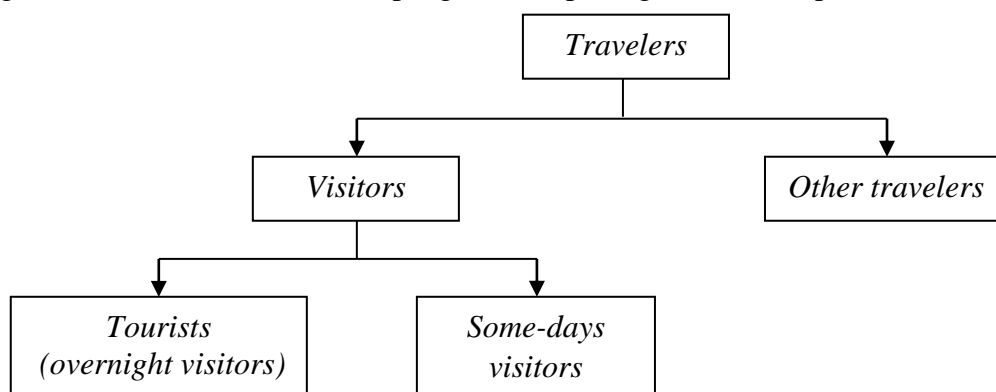 Travelers
Visitors
Other travelers
Tourists
(overnight visitors)
Some-days
visitors